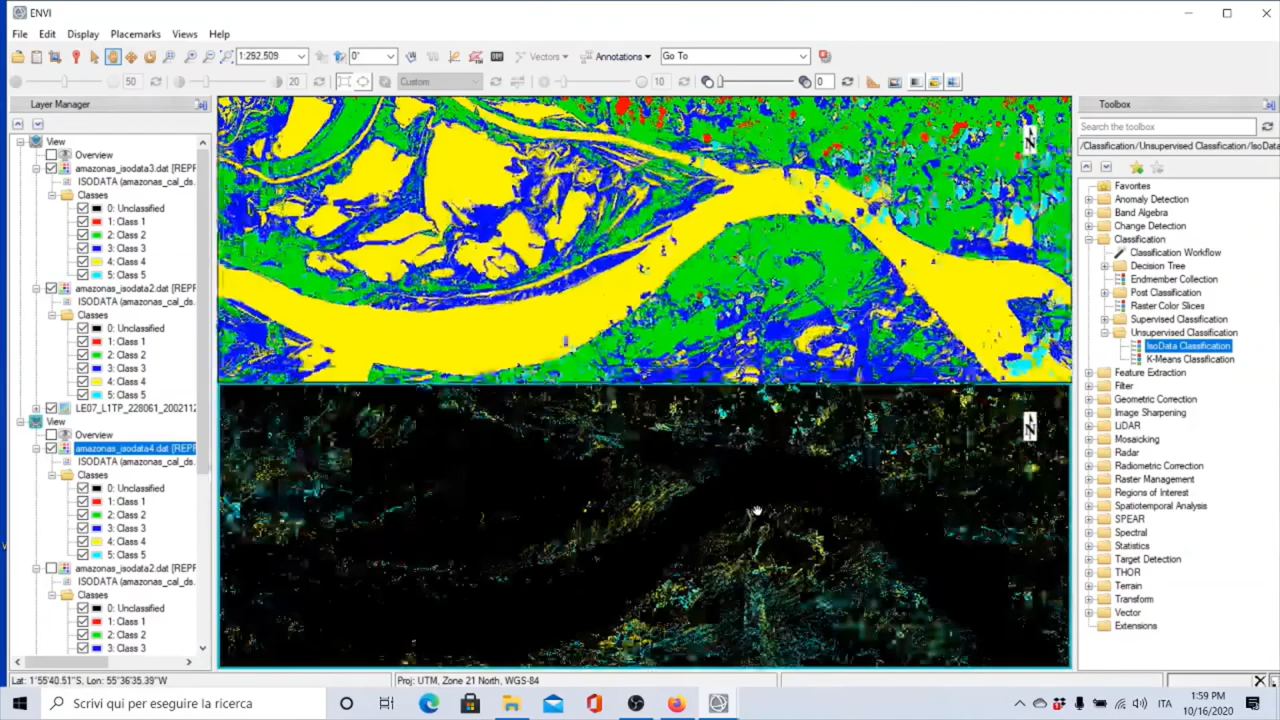 ENVI
File Edit Display Placemarks Views Help
1:292.509 0° Vectors Annotations Go To
50 20 Custom 10 0
Layer Manager
View
Overview
amazonas_isodata3.dat [REPR
ISODATA (amazonas_cal_ds.
Classes
0: Unclassified
1: Class 1
2: Class 2
3: Class 3
4: Class 4
5: Class 5
amazonas_isodata2.dat [REPR
ISODATA (amazonas_cal_ds.
Classes
0: Unclassified
1: Class 1
2: Class 2
3: Class 3
4: Class 4
5: Class 5
LE07_L1TP_228061_2002112
View
Overview
amazonas_isodata4.dat [REPR
ISODATA (amazonas_cal_ds.
Classes
0: Unclassified
1: Class 1
2: Class 2
3: Class 3
4: Class 4
5: Class 5
amazonas_isodata2.dat [REPR
ISODATA (amazonas_cal_ds.
Classes
0: Unclassified
1: Class 1
2: Class 2
3: Class 3
N
N
Toolbox
Search the toolbox
/Classification/Unsupervised Classification/IsoData
Favorites
Anomaly Detection
Band Algebra
Change Detection
Classification
Classification Workflow
Decision Tree
Endmember Collection
Post Classification
Raster Color Slices
Supervised Classification
Unsupervised Classification
IsoData Classification
K-Means Classification
Feature Extraction
Filter
Geometric Correction
Image Sharpening
LiDAR
Mosaicking
Radar
Radiometric Correction
Raster Management
Regions of Interest
Spatiotemporal Analysis
SPEAR
Spectral
Statistics
Target Detection
THOR
Terrain
Transform
Vector
Extensions
Lat: 1°55'40.51"S, Lon: 55°36'35.39"W
Proj: UTM, Zone 21 North, WGS-84
Scrivi qui per eseguire la ricerca
ITA
1:59 PM
10/16/2020